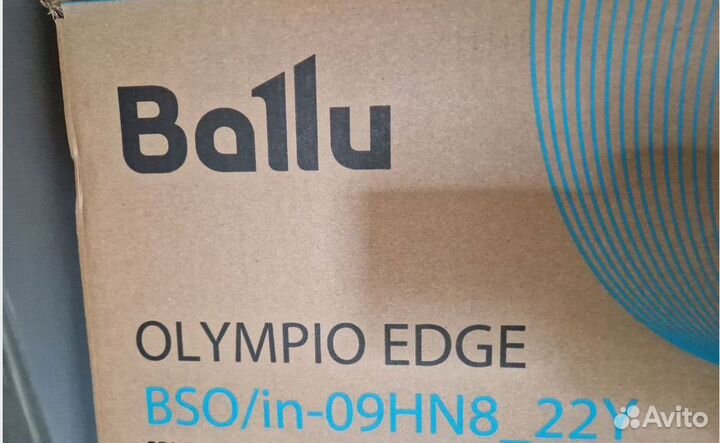 Ballu
OLYMPIO EDGE
BSO/in-09HN8_22Y
Avito